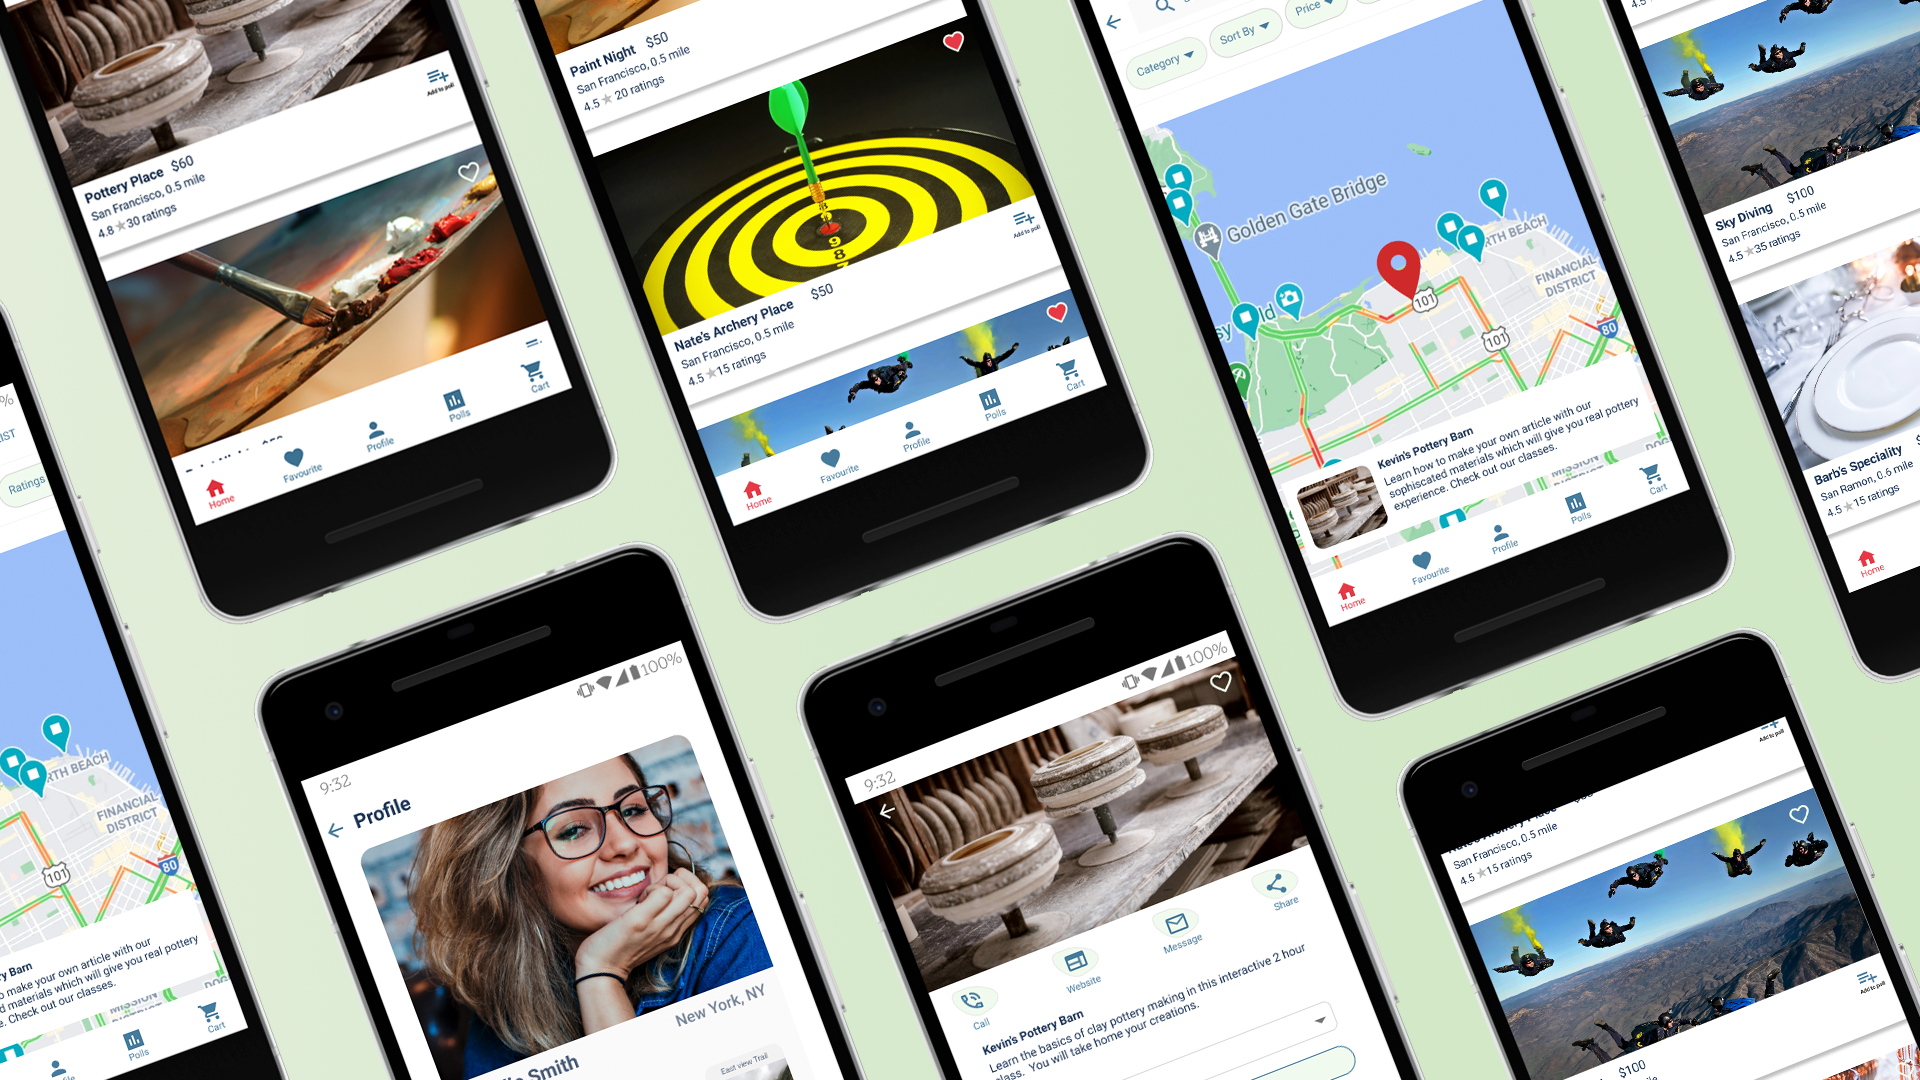 Add to poll
Pottery Place $60
San Francisco, 0.5 mile
4.8 30 ratings
Home
Favourite
Profile
Polls
Cart
Paint Night $50
San Francisco, 0.5 mile
4.5 20 ratings
Add to poll
Nate's Archery Place $50
San Francisco, 0.5 mile
4.5 15 ratings
Home
Favourite
Profile
Polls
Cart
Category
Sort By
Price
Golden Gate Bridge
RTH BEACH
FINANCIAL
DISTRICT
101
101
80
Kevin's Pottery Barn
Learn how to make your own article with our
sophiscated materials which will give you real pottery
experience. Check out our classes.
MISSION
DISTRICT
Home
Favourite
Profile
Polls
Cart
Sky Diving $100
San Francisco, 0.5 mile
4.5 35 ratings
Barb's Speciality
San Ramon, 0.6 mile
4.5 15 ratings
Home
%
IST
Ratings
RTH BEACH
FINANCIAL
DISTRICT
101
80
y Barn
make your own article with our
materials which will give you real pottery
e. Check out our classes.
MISSION
Polls
Cart
100%
9:32
Profile
New York, NY
Smith
East view Trail
100%
9:32
Call
Website
Message
Share
Kevin's Pottery Barn
Learn the basics of clay pottery making in this interactive 2 hour
class. You will take home your creations.
Add to poll
San Francisco, 0.5 mile
4.5 15 ratings
Add to poll
$100